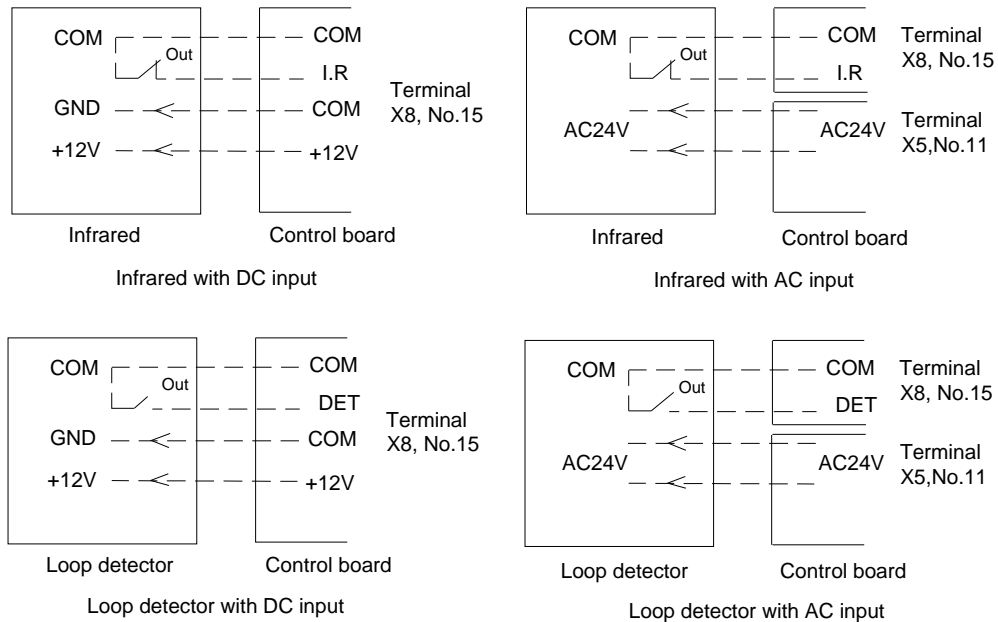 COM
Out
GND
+12V
COM
I.R
COM
+12V
Terminal
X8, No.15
Infrared
Control board
Infrared with DC input
COM
Out
AC24V
COM
I.R
AC24V
Terminal
X8, No.15
Terminal
X5,No.11
Infrared
Control board
Infrared with AC input
COM
Out
GND
+12V
COM
DET
COM
+12V
Terminal
X8, No.15
Loop detector
Control board
Loop detector with DC input
COM
Out
AC24V
COM
DET
AC24V
Terminal
X8, No.15
Terminal
X5,No.11
Loop detector
Control board
Loop detector with AC input